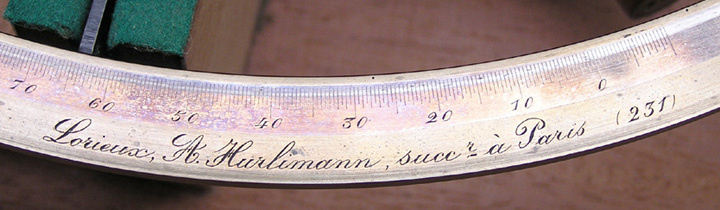 70 60 50 40 30 20 10 0
Lorieux, A. Hurlimann, succr à Paris (231)